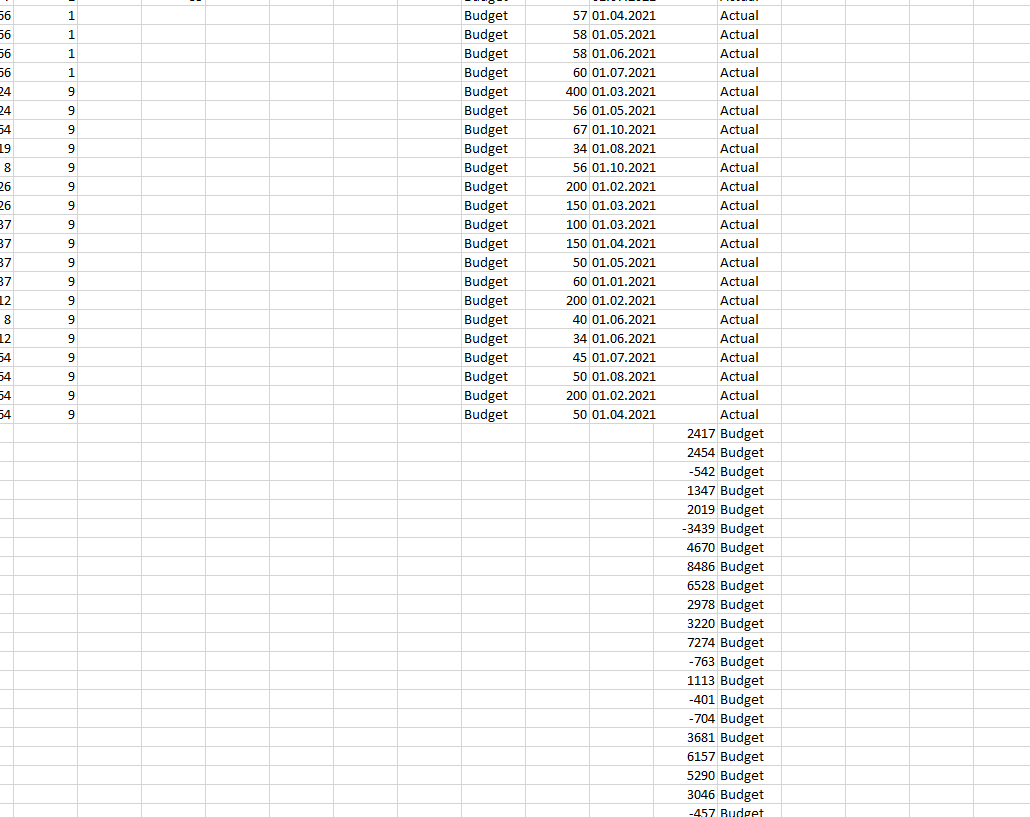 56 1 Budget 57 01.04.2021 Actual
56 1 Budget 58 01.05.2021 Actual
56 1 Budget 58 01.06.2021 Actual
56 1 Budget 60 01.07.2021 Actual
24 9 Budget 400 01.03.2021 Actual
24 9 Budget 56 01.05.2021 Actual
54 9 Budget 67 01.10.2021 Actual
19 9 Budget 34 01.08.2021 Actual
8 9 Budget 56 01.10.2021 Actual
26 9 Budget 200 01.02.2021 Actual
26 9 Budget 150 01.03.2021 Actual
37 9 Budget 100 01.03.2021 Actual
37 9 Budget 150 01.04.2021 Actual
37 9 Budget 50 01.05.2021 Actual
37 9 Budget 60 01.01.2021 Actual
12 9 Budget 200 01.02.2021 Actual
8 9 Budget 40 01.06.2021 Actual
12 9 Budget 34 01.06.2021 Actual
54 9 Budget 45 01.07.2021 Actual
54 9 Budget 50 01.08.2021 Actual
54 9 Budget 200 01.02.2021 Actual
54 9 Budget 50 01.04.2021 Actual
2417 Budget
2454 Budget
-542 Budget
1347 Budget
2019 Budget
-3439 Budget
4670 Budget
8486 Budget
6528 Budget
2978 Budget
3220 Budget
7274 Budget
-763 Budget
1113 Budget
-401 Budget
-704 Budget
3681 Budget
6157 Budget
5290 Budget
3046 Budget
-457 Budget